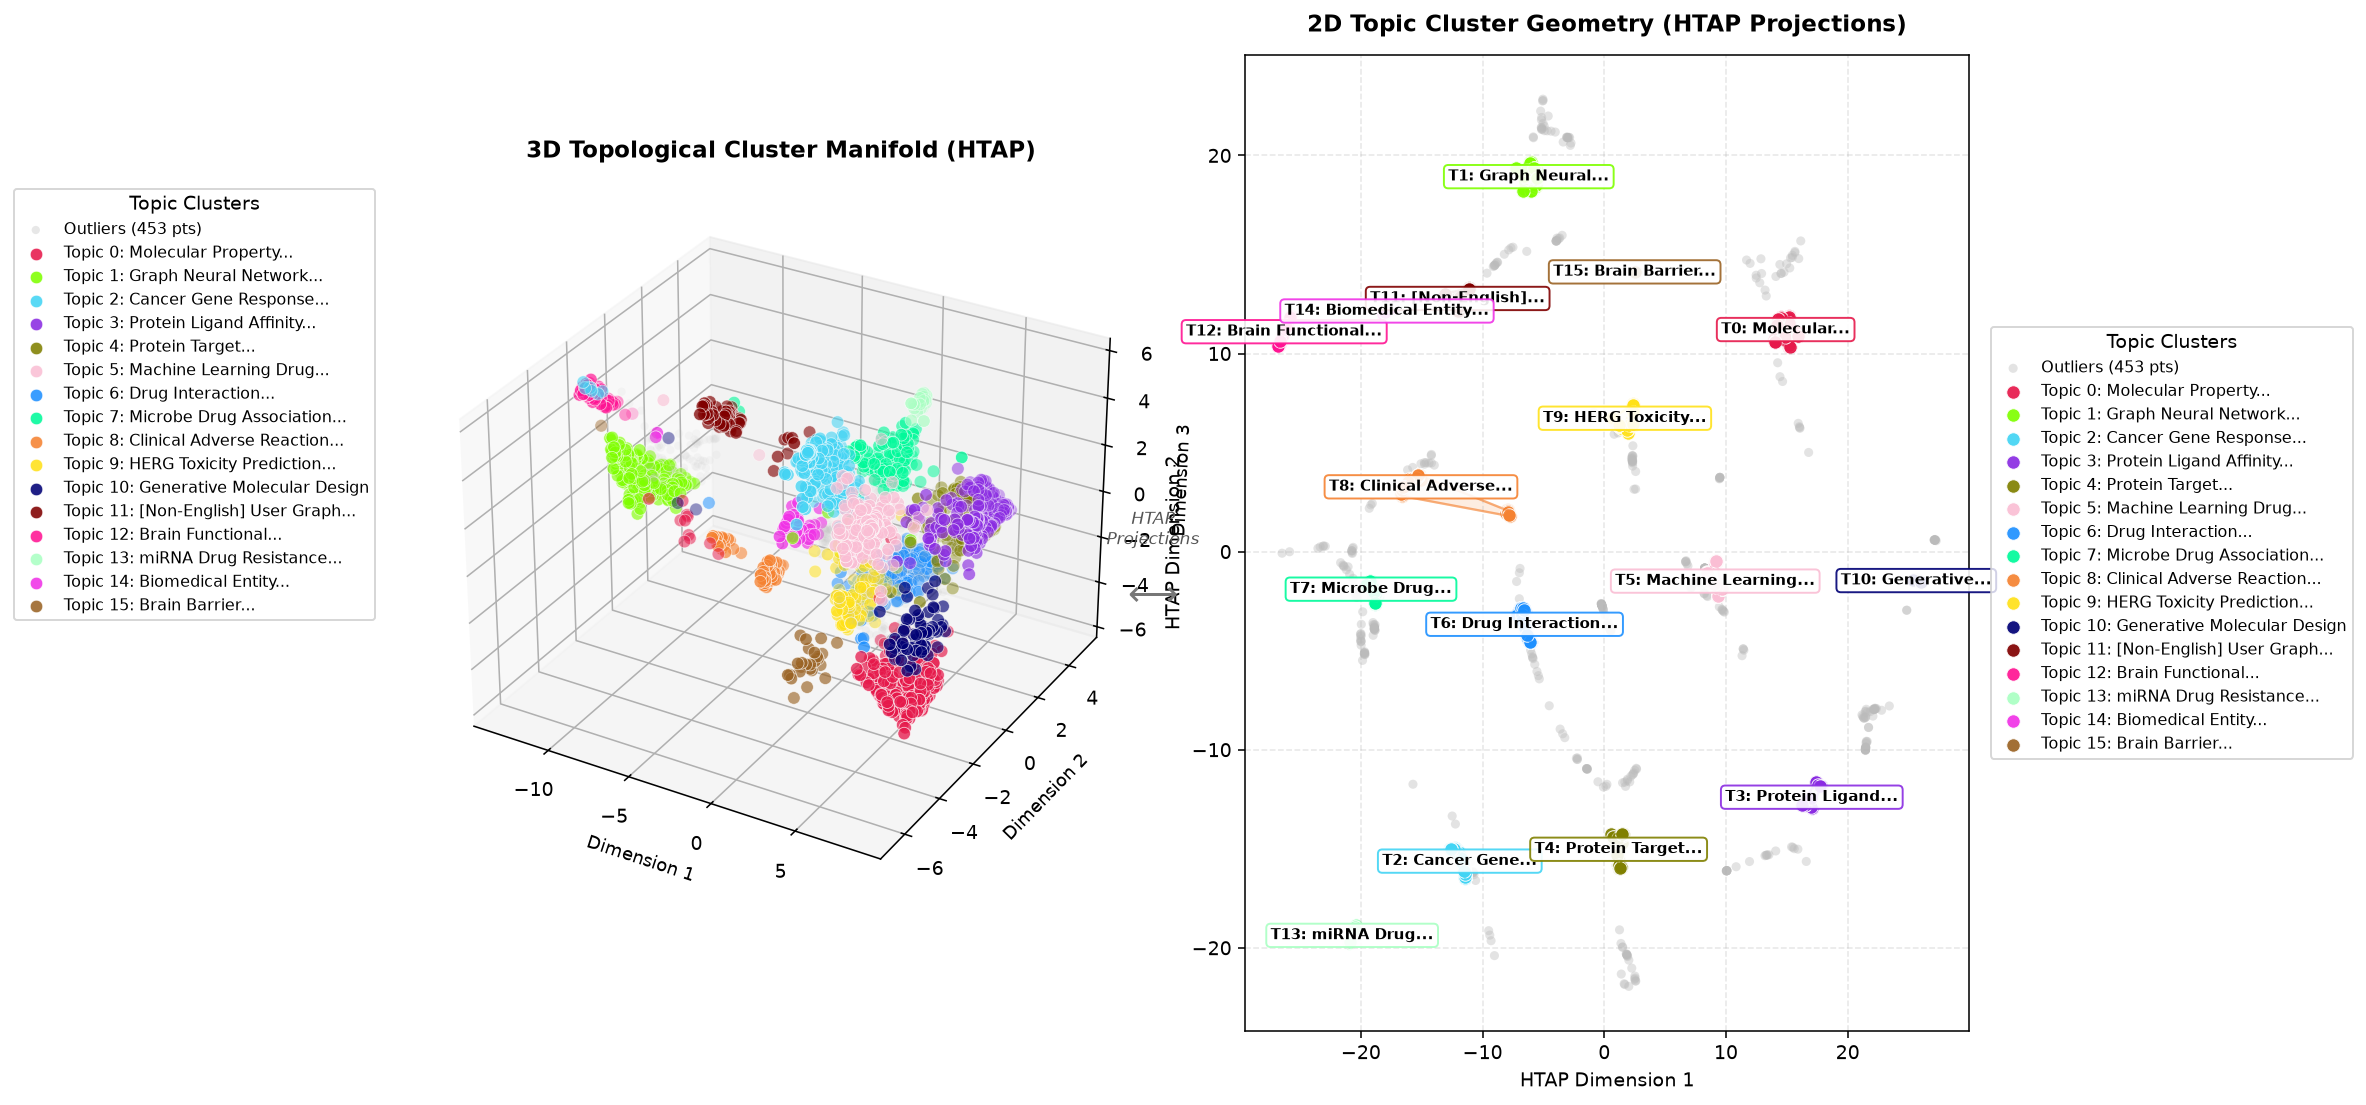 3D Topological Cluster Manifold (HTAP)
Topic Clusters
Outliers (453 pts)
Topic 0: Molecular Property...
Topic 1: Graph Neural Network...
Topic 2: Cancer Gene Response...
Topic 3: Protein Ligand Affinity...
Topic 4: Protein Target...
Topic 5: Machine Learning Drug...
Topic 6: Drug Interaction...
Topic 7: Microbe Drug Association...
Topic 8: Clinical Adverse Reaction...
Topic 9: HERG Toxicity Prediction...
Topic 10: Generative Molecular Design
Topic 11: [Non-English] User Graph...
Topic 12: Brain Functional...
Topic 13: miRNA Drug Resistance...
Topic 14: Biomedical Entity...
Topic 15: Brain Barrier...
6
4
2
0
−2
−4
−6
Dimension 3
4
2
0
−2
−4
−6
Dimension 2
−10
−5
0
5
Dimension 1
HTAP
Projections
2D Topic Cluster Geometry (HTAP Projections)
HTAP Dimension 2
20
10
0
−10
−20
T1: Graph Neural...
T15: Brain Barrier...
T11: [Non-English]...
T14: Biomedical Entity...
T12: Brain Functional...
T0: Molecular...
T9: HERG Toxicity...
T8: Clinical Adverse...
T7: Microbe Drug...
T5: Machine Learning...
T10: Generative...
T6: Drug Interaction...
T3: Protein Ligand...
T4: Protein Target...
T2: Cancer Gene...
T13: miRNA Drug...
−20
−10
0
10
20
HTAP Dimension 1
Topic Clusters
Outliers (453 pts)
Topic 0: Molecular Property...
Topic 1: Graph Neural Network...
Topic 2: Cancer Gene Response...
Topic 3: Protein Ligand Affinity...
Topic 4: Protein Target...
Topic 5: Machine Learning Drug...
Topic 6: Drug Interaction...
Topic 7: Microbe Drug Association...
Topic 8: Clinical Adverse Reaction...
Topic 9: HERG Toxicity Prediction...
Topic 10: Generative Molecular Design
Topic 11: [Non-English] User Graph...
Topic 12: Brain Functional...
Topic 13: miRNA Drug Resistance...
Topic 14: Biomedical Entity...
Topic 15: Brain Barrier...